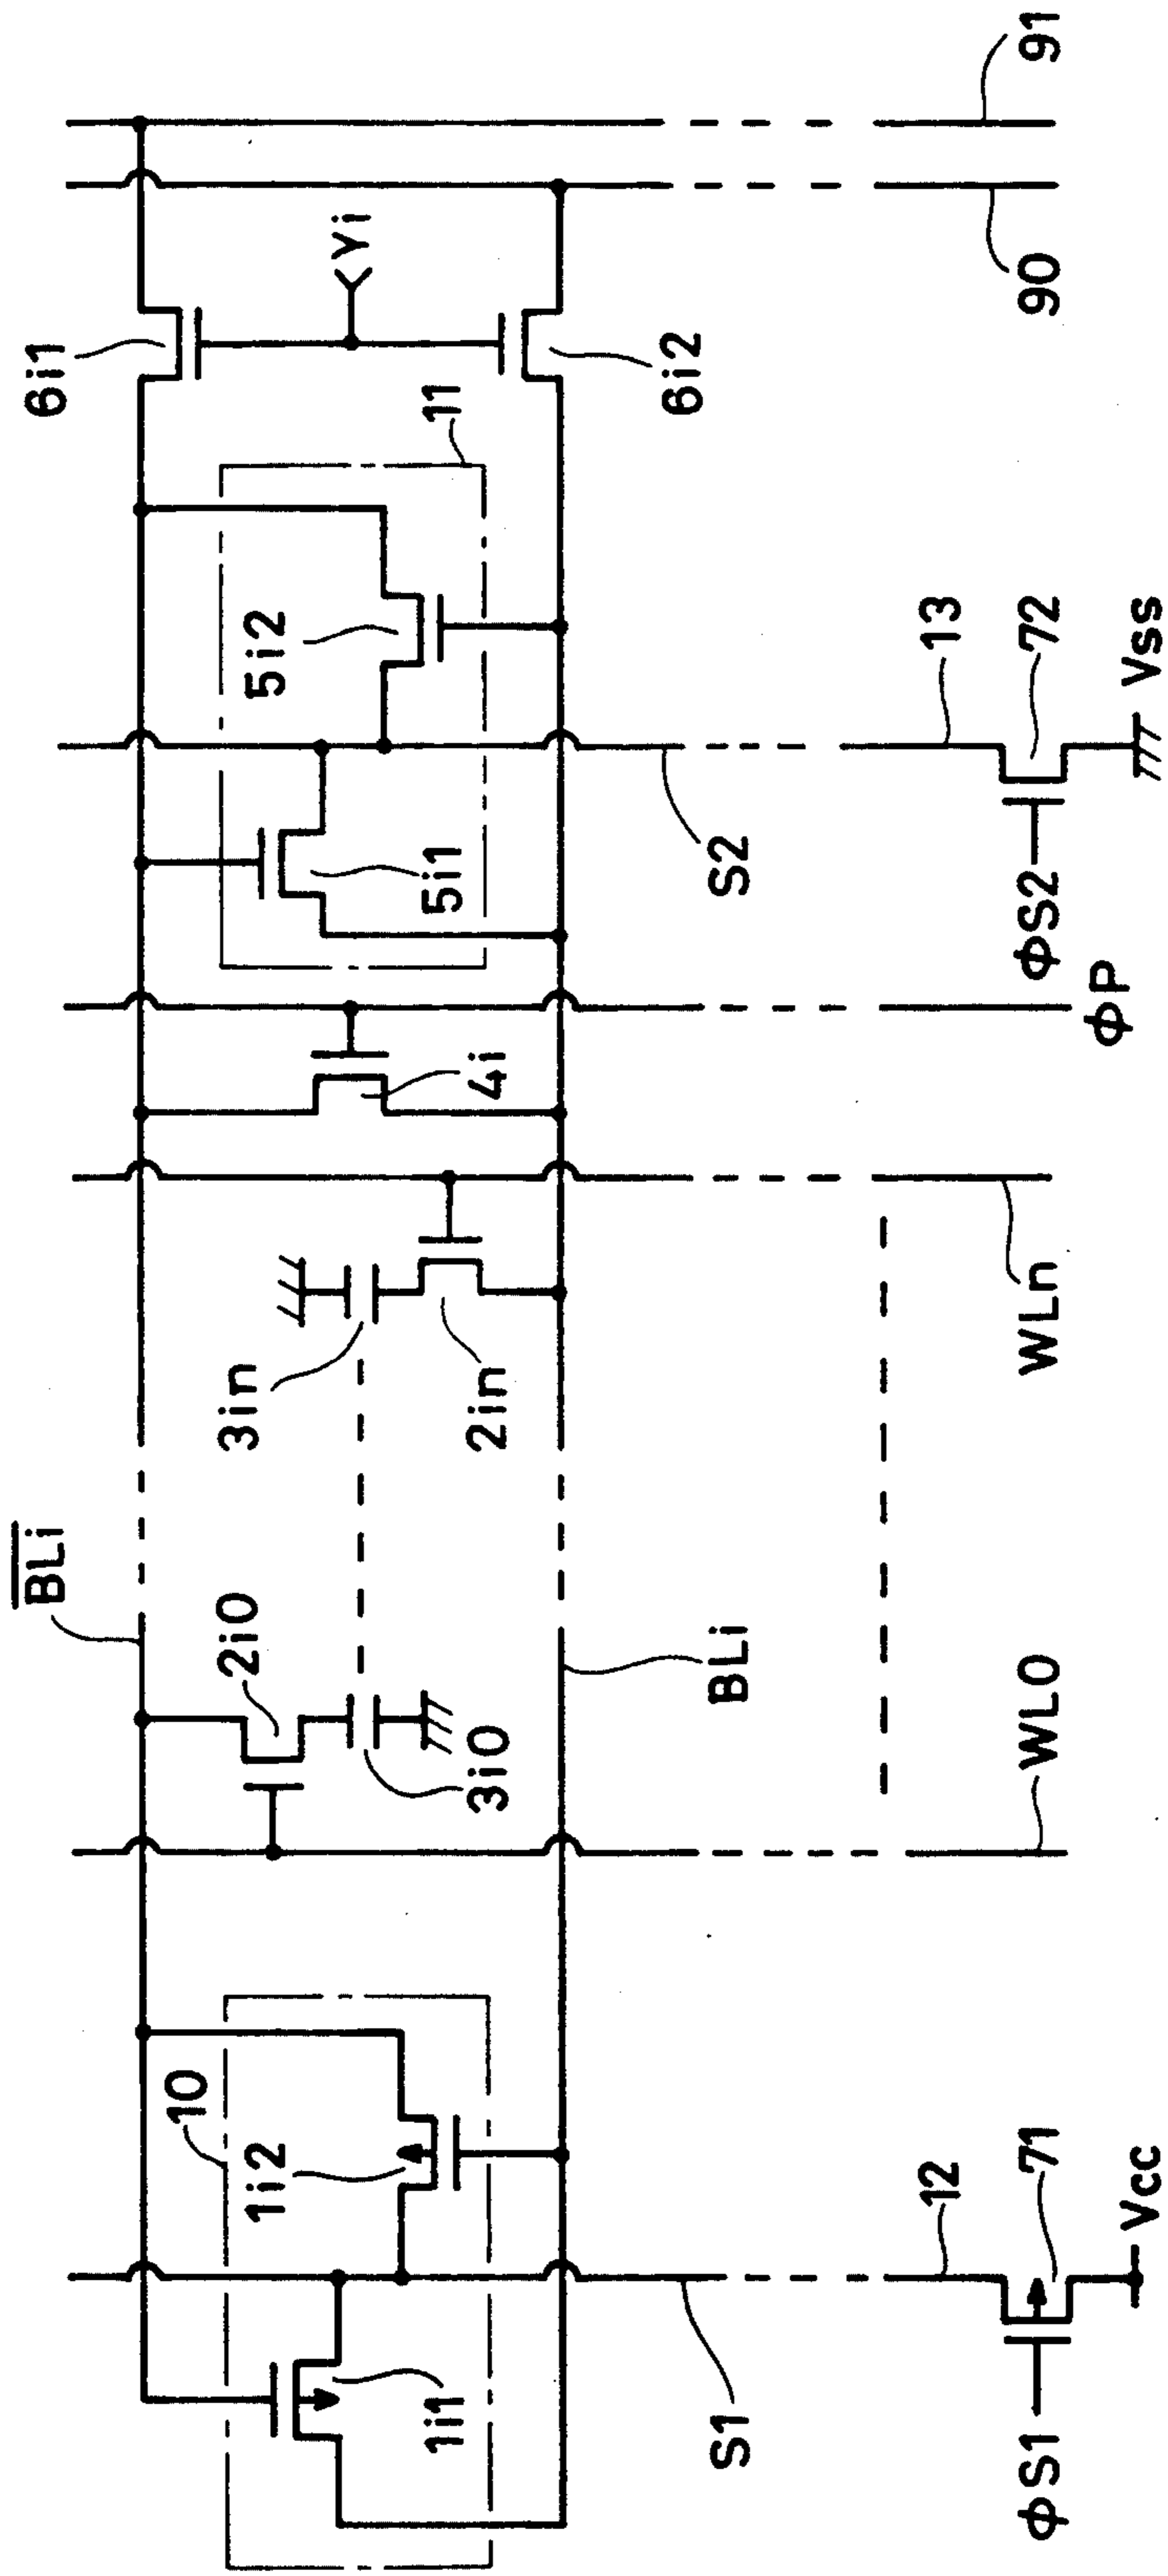 6i1
Yi
6i2
90
91
11
5i2
5i1
S2
13
72
Vss
ΦS2
ΦP
4i
3in
2in
WLn
BLi
2i0
3i0
BLi
WL0
10
1i2
1i1
S1
12
71
Vcc
ΦS1